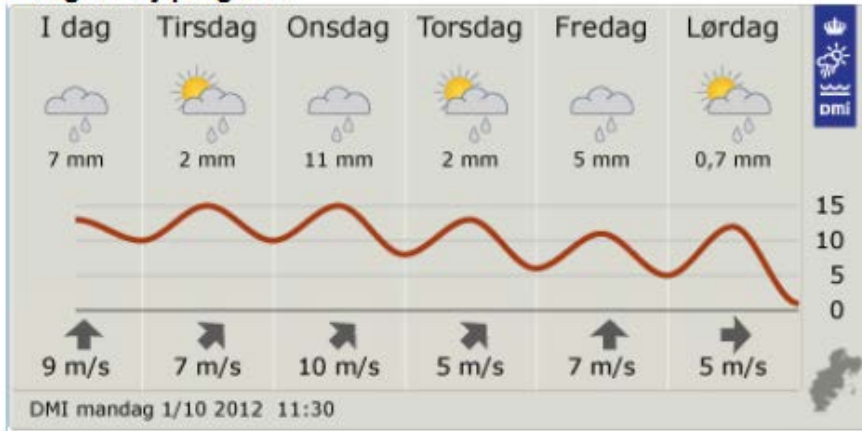 I dag Tirsdag Onsdag Torsdag Fredag Lørdag
DMI
7 mm 2 mm 11 mm 2 mm 5 mm 0,7 mm
15
10
5
0
9 m/s 7 m/s 10 m/s 5 m/s 7 m/s 5 m/s
DMI mandag 1/10 2012 11:30